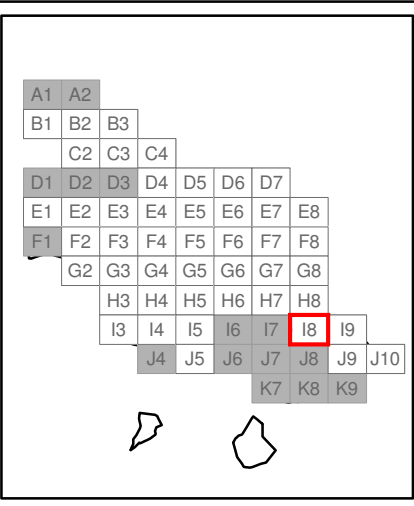 A1 A2
B1 B2 B3
C2 C3 C4
D1 D2 D3 D4 D5 D6 D7
E1 E2 E3 E4 E5 E6 E7 E8
F1 F2 F3 F4 F5 F6 F7 F8
G2 G3 G4 G5 G6 G7 G8
H3 H4 H5 H6 H7 H8
I3 I4 I5 I6 I7 I8 I9
J4 J5 J6 J7 J8 J9 J10
K7 K8 K9